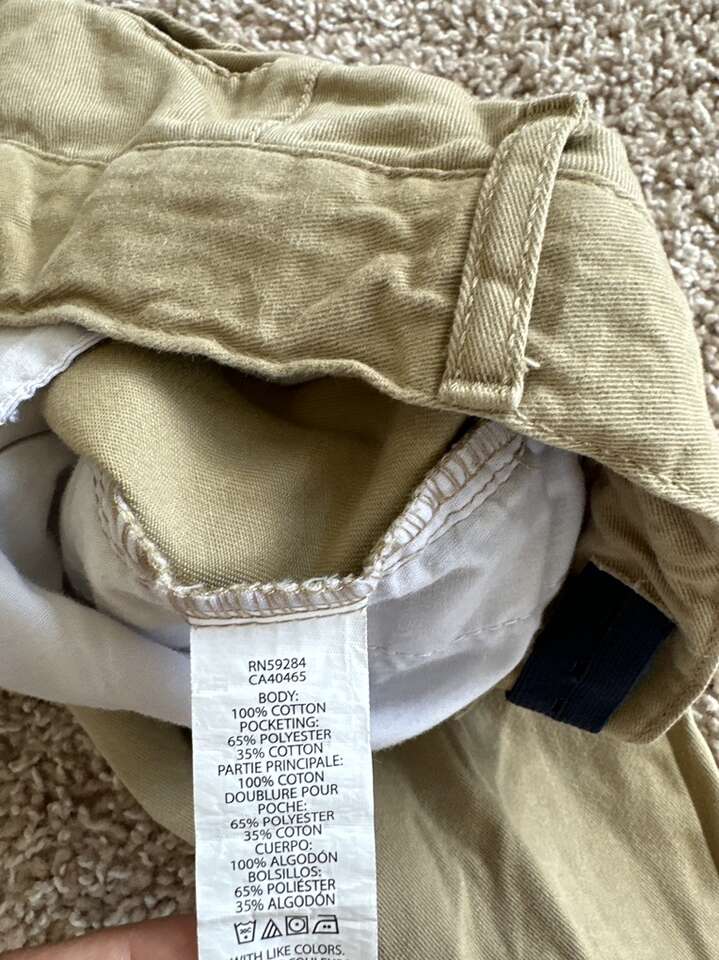 RN59284
CA40465
BODY:
100% COTTON
POCKETING:
65% POLYESTER
35% COTTON
PARTIE PRINCIPALE:
100% COTON
DOUBLURE POUR
POCHE:
65% POLYESTER
35% COTON
CUERPO:
100% ALGODÓN
BOLSILLOS:
65% POLIÉSTER
35% ALGODÓN
WITH LIKE COLORS.